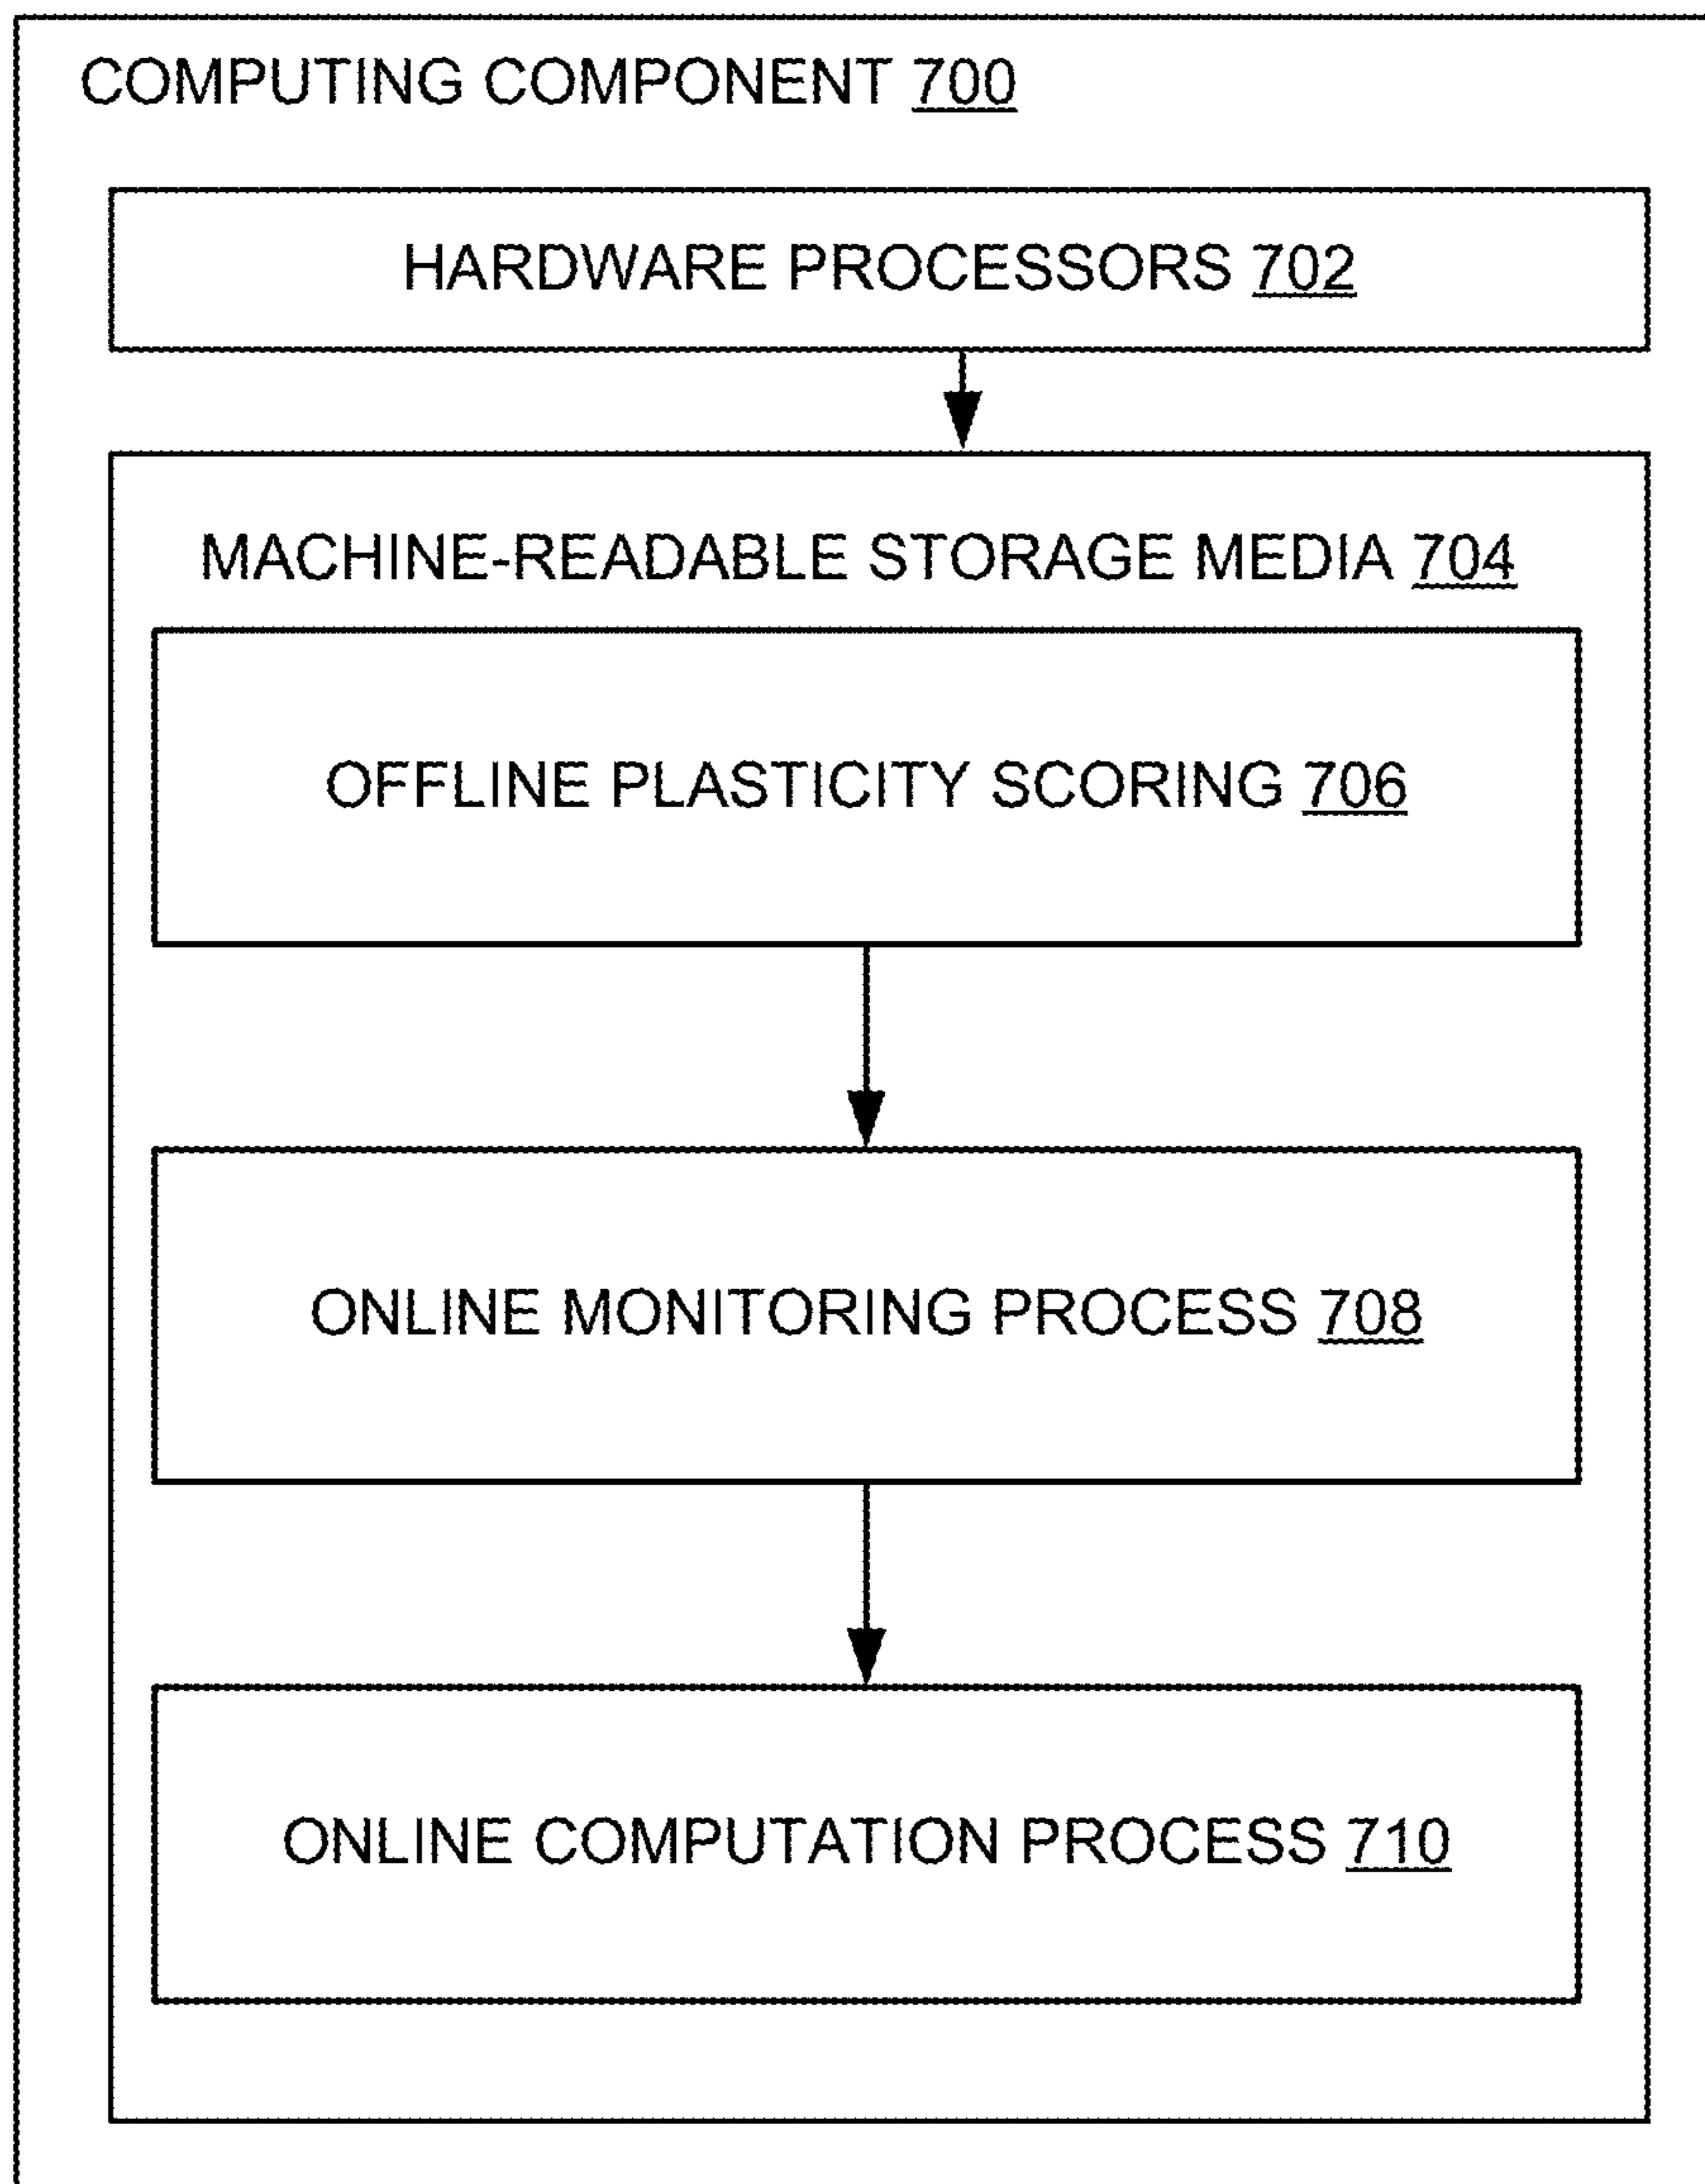 COMPUTING COMPONENT 700
HARDWARE PROCESSORS 702
MACHINE-READABLE STORAGE MEDIA 704
OFFLINE PLASTICITY SCORING 706
ONLINE MONITORING PROCESS 708
ONLINE COMPUTATION PROCESS 710